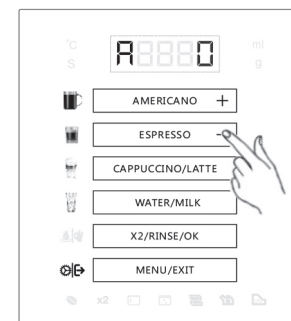 °C
A 0
ml
S
g
AMERICANO +
ESPRESSO -
CAPPUCCINO/LATTE
WATER/MILK
X2/RINSE/OK
MENU/EXIT
x2